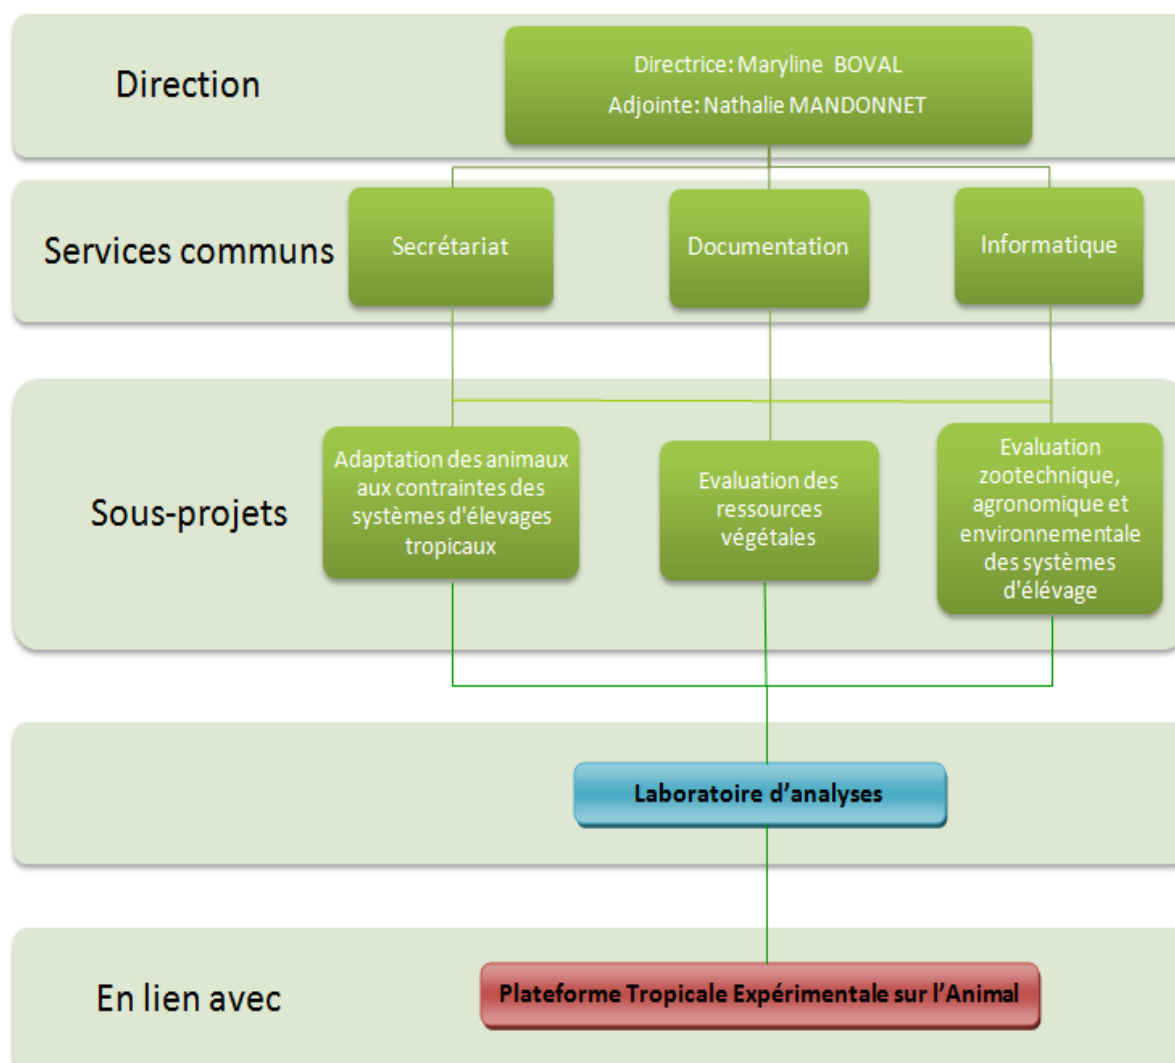 Direction
Directrice: Maryline BOVAL
Adjointe: Nathalie MANDONNET
Services communs
Secrétariat
Documentation
Informatique
Sous-projets
Adaptation des animaux
aux contraintes des
systèmes d'élevages
tropicaux
Evaluation des
ressources
végétales
Evaluation
zootechnique,
agronomique et
environnementale
des systèmes
d'élévage
Laboratoire d’analyses
En lien avec
Plateforme Tropicale Expérimentale sur l’Animal